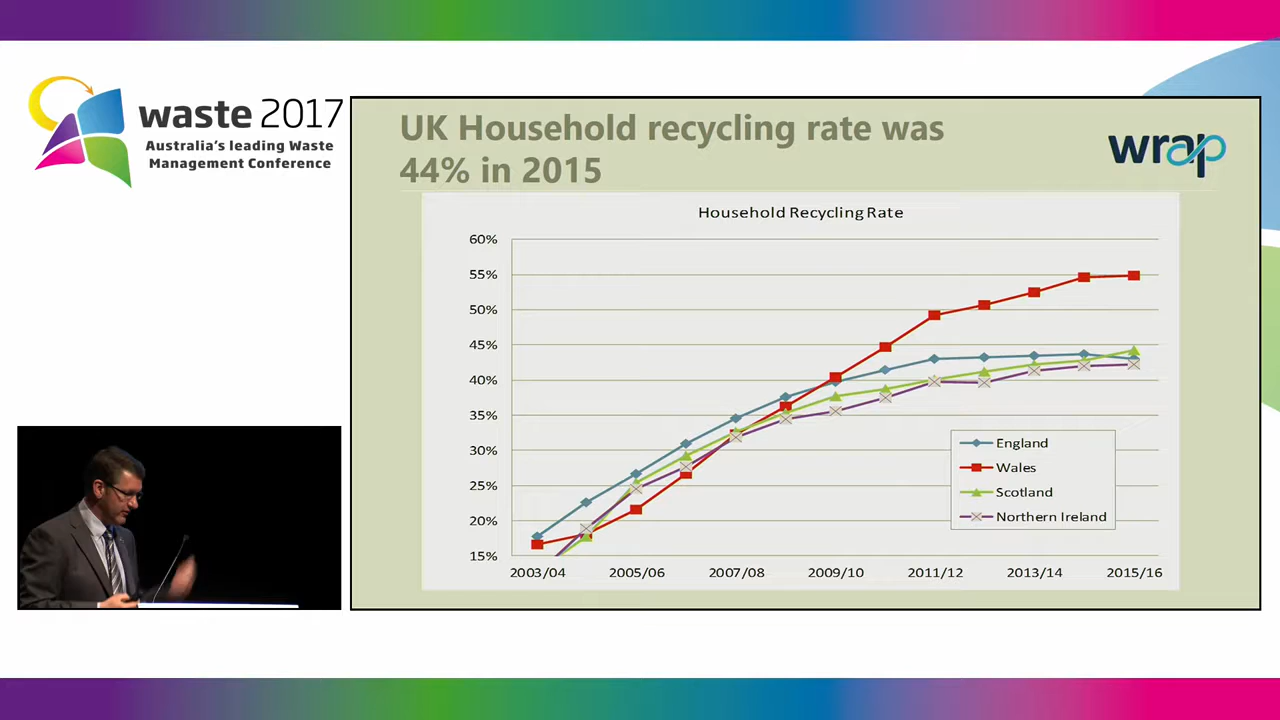 waste 2017
Australia's leading Waste
Management Conference
UK Household recycling rate was
44% in 2015
wrap
Household Recycling Rate
60%
55%
50%
45%
40%
35%
30%
25%
20%
15%
2003/04 2005/06 2007/08 2009/10 2011/12 2013/14 2015/16
England
Wales
Scotland
Northern Ireland